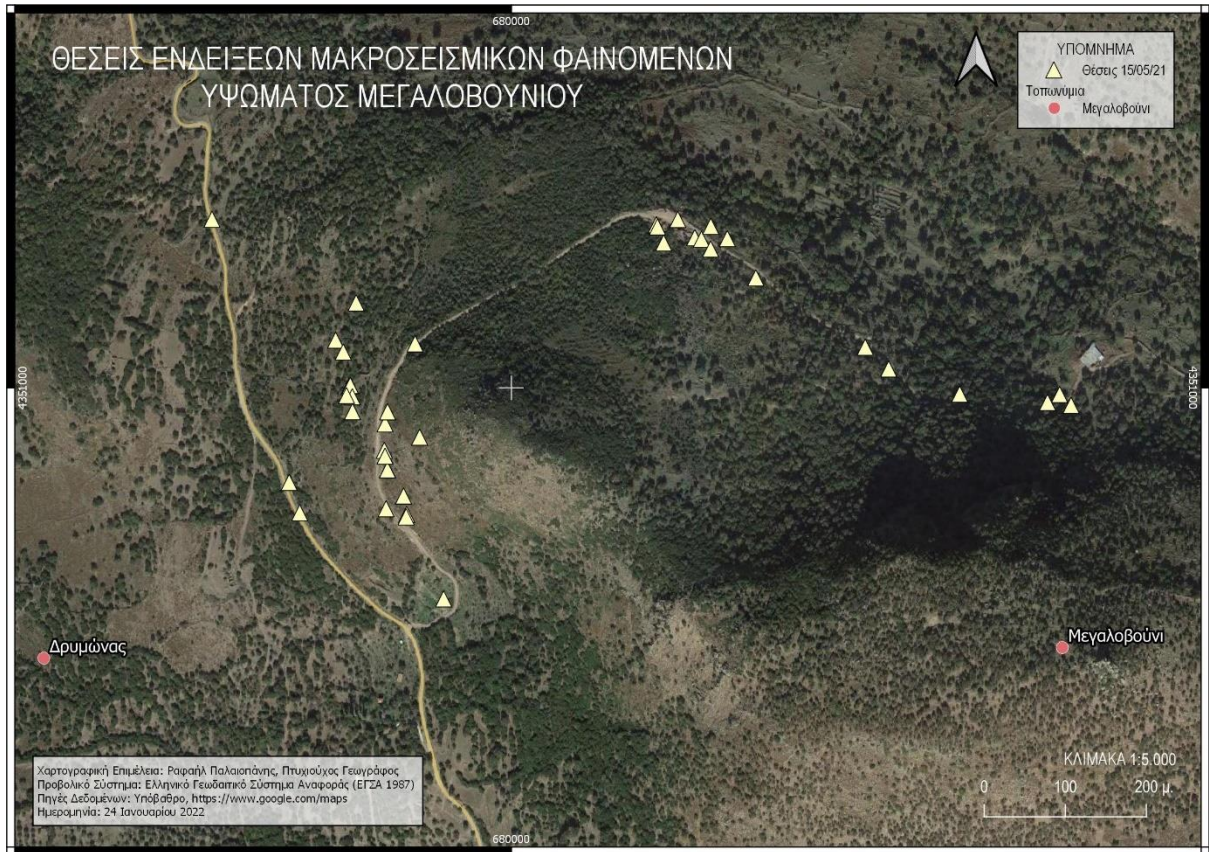 680000
ΘΕΣΕΙΣ ΕΝΔΕΙΞΕΩΝ ΜΑΚΡΟΣΕΙΣΜΙΚΩΝ ΦΑΙΝΟΜΕΝΩΝ
ΥΨΩΜΑΤΟΣ ΜΕΓΑΛΟΒΟΥΝΙΟΥ
ΥΠΟΜΝΗΜΑ
Θέσεις 15/05/21
Τοπωνύμια
Μεγαλοβούνι
4351000
4351000
Δρυμώνας
Μεγαλοβούνι
ΚΛΙΜΑΚΑ 1:5.000
0 100 200 μ.
Χαρτογραφική Επιμέλεια: Ραφαήλ Παλαιοπάνης, Πτυχιούχος Γεωγράφος
Προβολικό Σύστημα: Ελληνικό Γεωδαιτικό Σύστημα Αναφοράς (ΕΓΣΑ 1987)
Πηγές Δεδομένων: Υπόβαθρο, https://www.google.com/maps
Ημερομηνία: 24 Ιανουαρίου 2022
680000